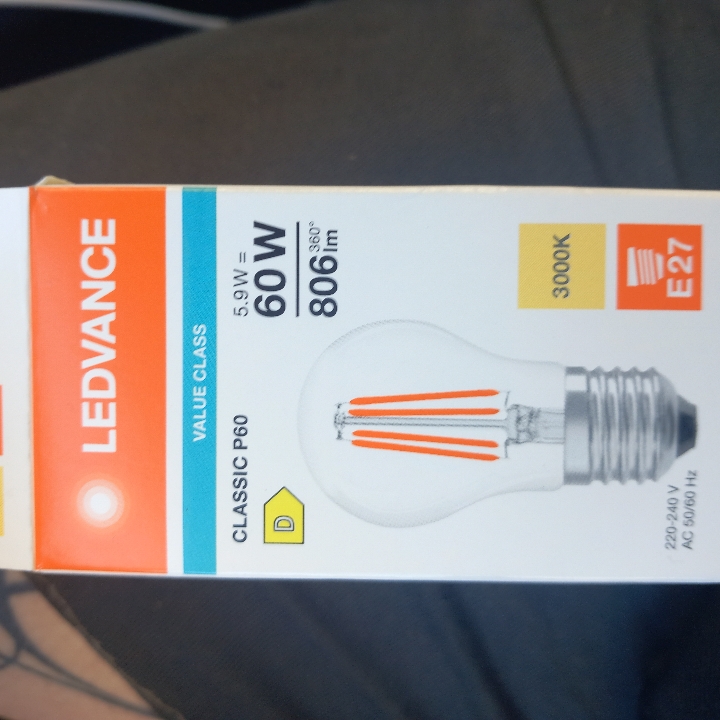 LEDVANCE
VALUE CLASS
CLASSIC P60
D
5.9 W =
60 W
806 lm
360°
3000K
E27
220-240 V
AC 50/60 Hz